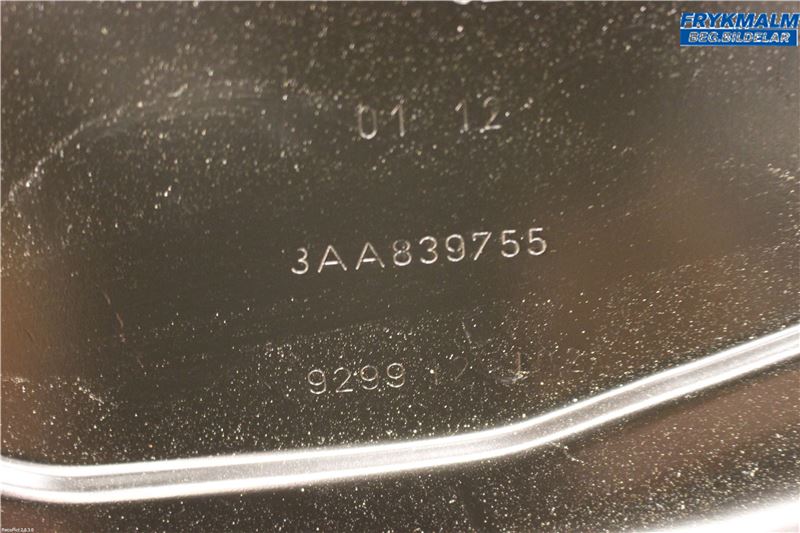 FRYKMALM
BEG.BILDELAR
01 12
3AA839755
9299